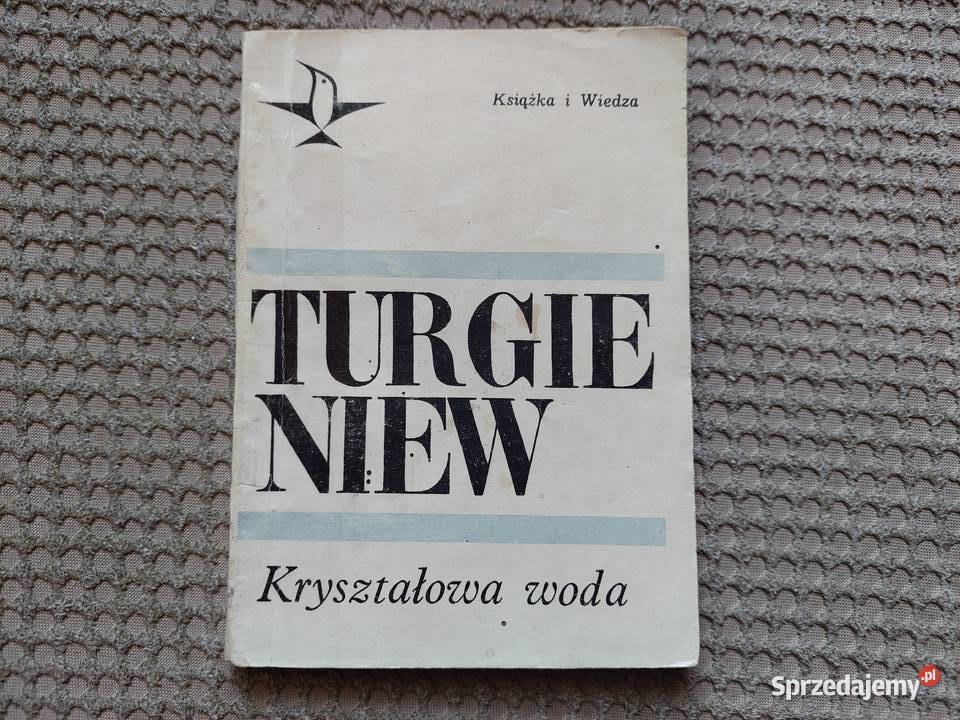 Książka i Wiedza
TURGIE
NIEW
Kryształowa woda
Sprzedajemy.pl